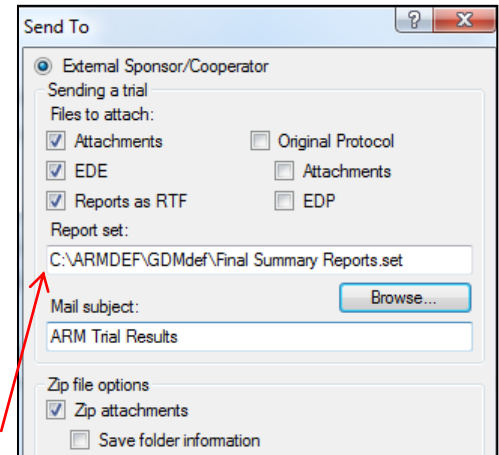 Send To
External Sponsor/Cooperator
Sending a trial
Files to attach:
Attachments Original Protocol
EDE Attachments
Reports as RTF EDP
Report set:
C:\ARMDEF\GDMdef\Final Summary Reports.set
Mail subject: Browse...
ARM Trial Results
Zip file options
Zip attachments
Save folder information